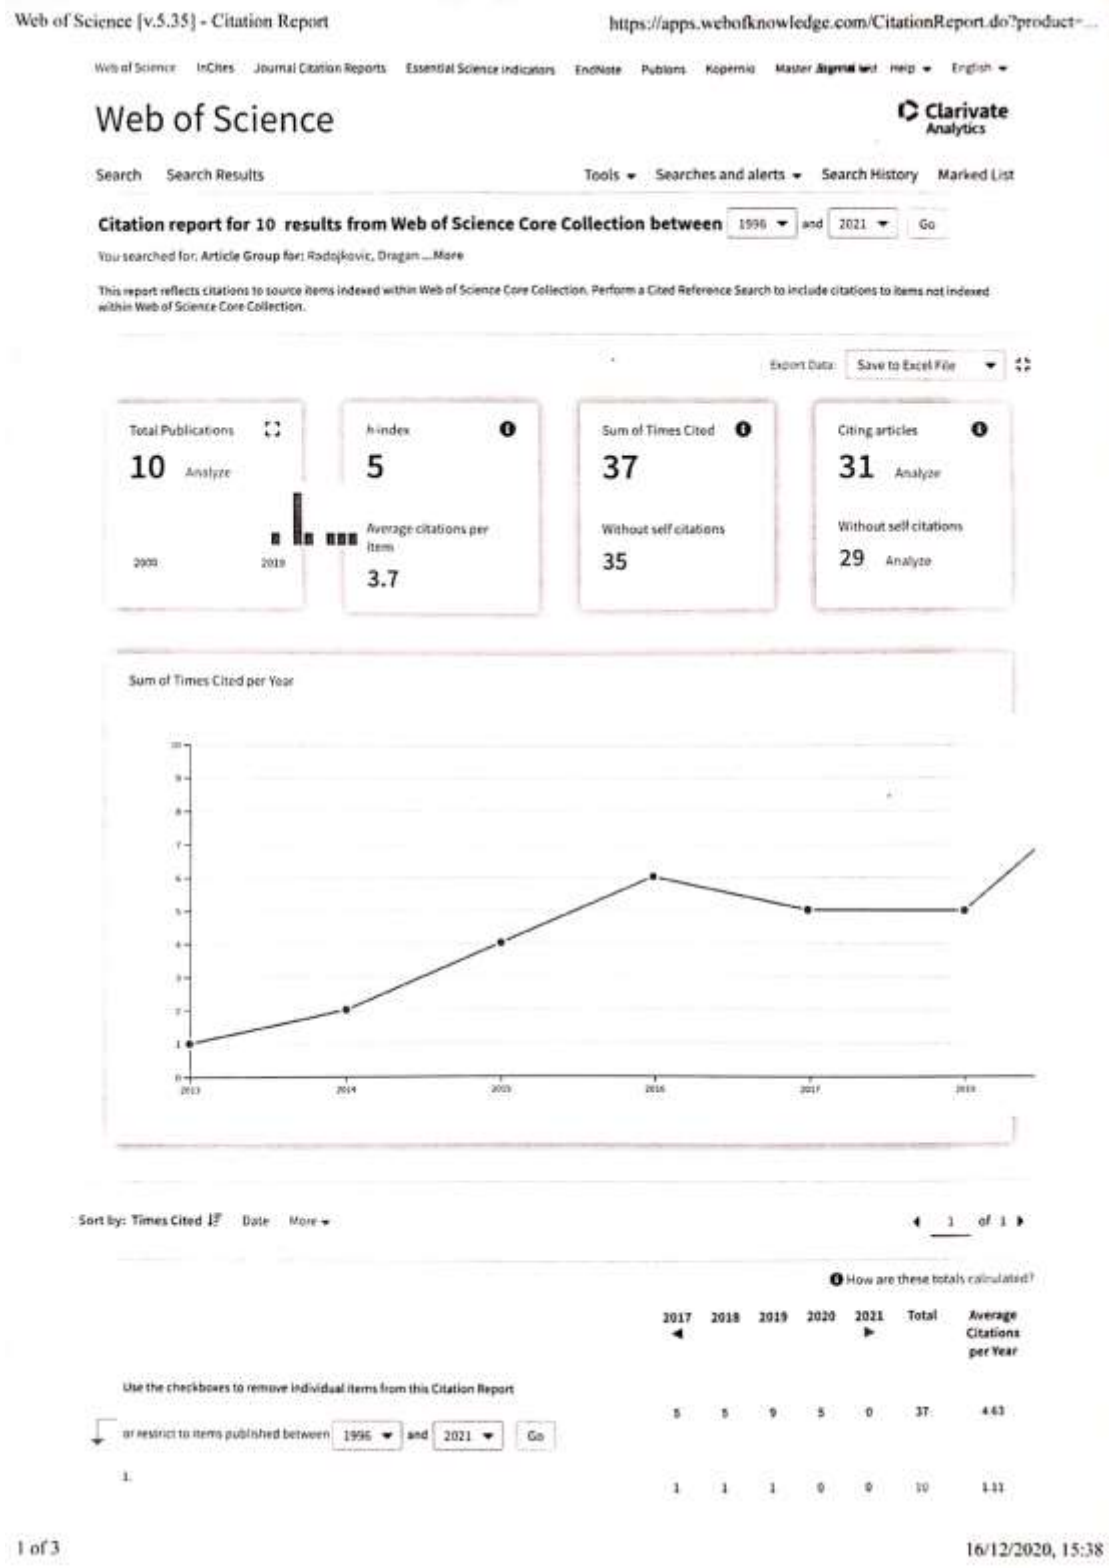 Web of Science [v.5.35] - Citation Report
https://apps.webofknowledge.com/CitationReport.do?product=...
Web of Science InCites Journal Citation Reports Essential Science Indicators EndNote Publons Kopernio Master Help English
Web of Science
Clarivate
Analytics
Search Search Results Tools Searches and alerts Search History Marked List
Citation report for 10 results from Web of Science Core Collection between 1996 and 2021 Go
You searched for: Article Group for: Radojkovic, Dragan ...More
This report reflects citations to source items indexed within Web of Science Core Collection. Perform a Cited Reference Search to include citations to items not indexed
within Web of Science Core Collection.
Export Data: Save to Excel File
Total Publications
10 Analyze
2019
h-index
5
Average citations per
item
3.7
Sum of Times Cited
37
Without self citations
35
Citing articles
31 Analyze
Without self citations
29 Analyze
Sum of Times Cited per Year
10
9
8
7
6
5
4
3
2
1
0
2013 2014 2015 2016 2017
Sort by: Times Cited Date More
1 of 1
How are these totals calculated?
2017 2018 2019 2020 2021 Total Average
Citations
per Year
Use the checkboxes to remove individual items from this Citation Report
5 5 9 5 0 37 4.63
or restrict to items published between 1996 and 2021 Go
1.
1 1 1 0 0 10 1.11
1 of 3
16/12/2020, 15:38